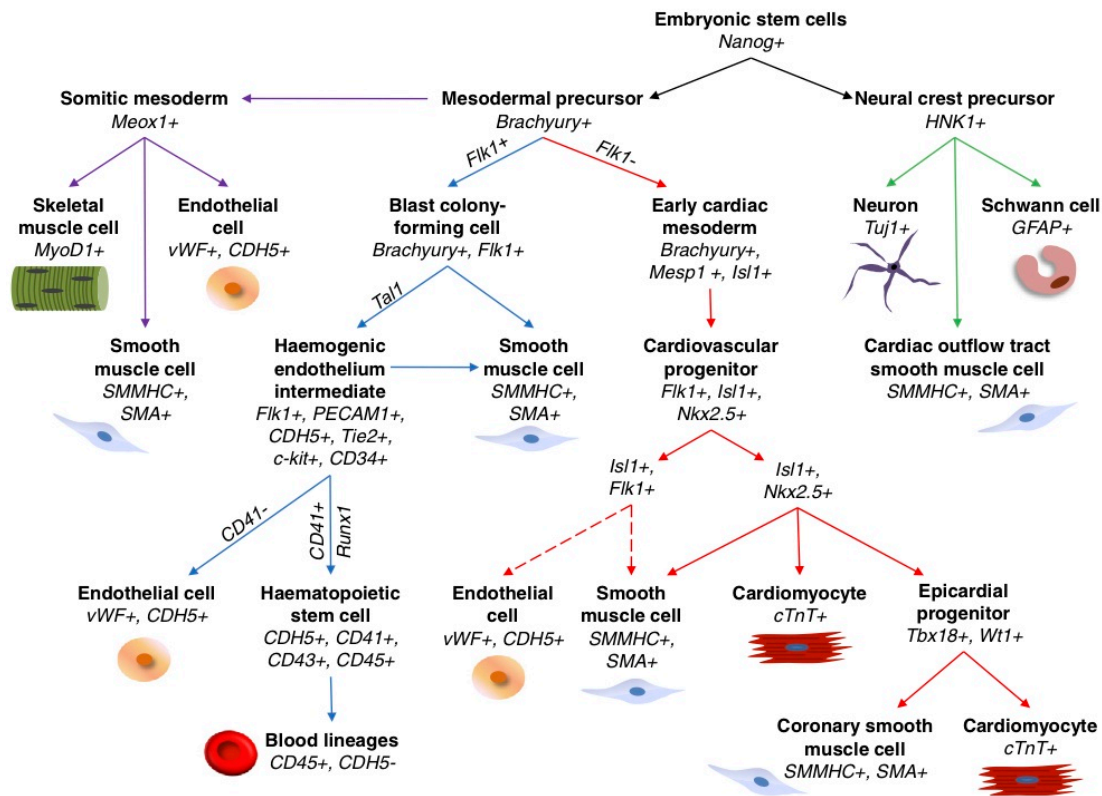 Embryonic stem cells
Nanog+
Somitic mesoderm
Meox1+
Mesodermal precursor
Brachyury+
Neural crest precursor
HNK1+
Flk1+
Flk1-
Skeletal
muscle cell
MyoD1+
Endothelial
cell
vWF+, CDH5+
Blast colony-
forming cell
Brachyury+, Flk1+
Early cardiac
mesoderm
Brachyury+,
Mesp1 +, Isl1+
Neuron
Tuj1+
Schwann cell
GFAP+
Tal1
Smooth
muscle cell
SMMHC+,
SMA+
Haemogenic
endothelium
intermediate
Flk1+, PECAM1+,
CDH5+, Tie2+,
c-kit+, CD34+
Smooth
muscle cell
SMMHC+,
SMA+
Cardiovascular
progenitor
Flk1+, Isl1+,
Nkx2.5+
Cardiac outflow tract
smooth muscle cell
SMMHC+, SMA+
Isl1+,
Flk1+
Isl1+,
Nkx2.5+
CD41-
CD41+
Runx1
Endothelial cell
vWF+, CDH5+
Haematopoietic
stem cell
CDH5+, CD41+,
CD43+, CD45+
Endothelial
cell
vWF+, CDH5+
Smooth
muscle cell
SMMHC+,
SMA+
Cardiomyocyte
cTnT+
Epicardial
progenitor
Tbx18+, Wt1+
Blood lineages
CD45+, CDH5-
Coronary smooth
muscle cell
SMMHC+, SMA+
Cardiomyocyte
cTnT+